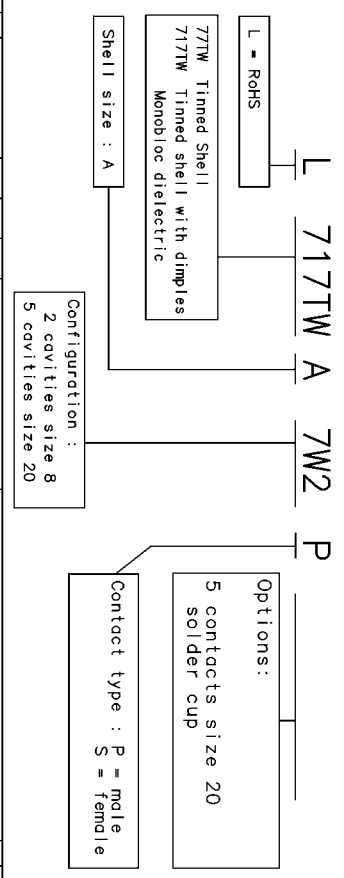 L 717TW A 7W2 P
L = RoHS
77TW Tinned Shell
717TW Tinned shell with dimples
Monobloc dielectric
Shell size : A
Configuration :
2 cavities size 8
5 cavities size 20
Options:
5 contacts size 20
solder cup
Contact type : P = male
S = female